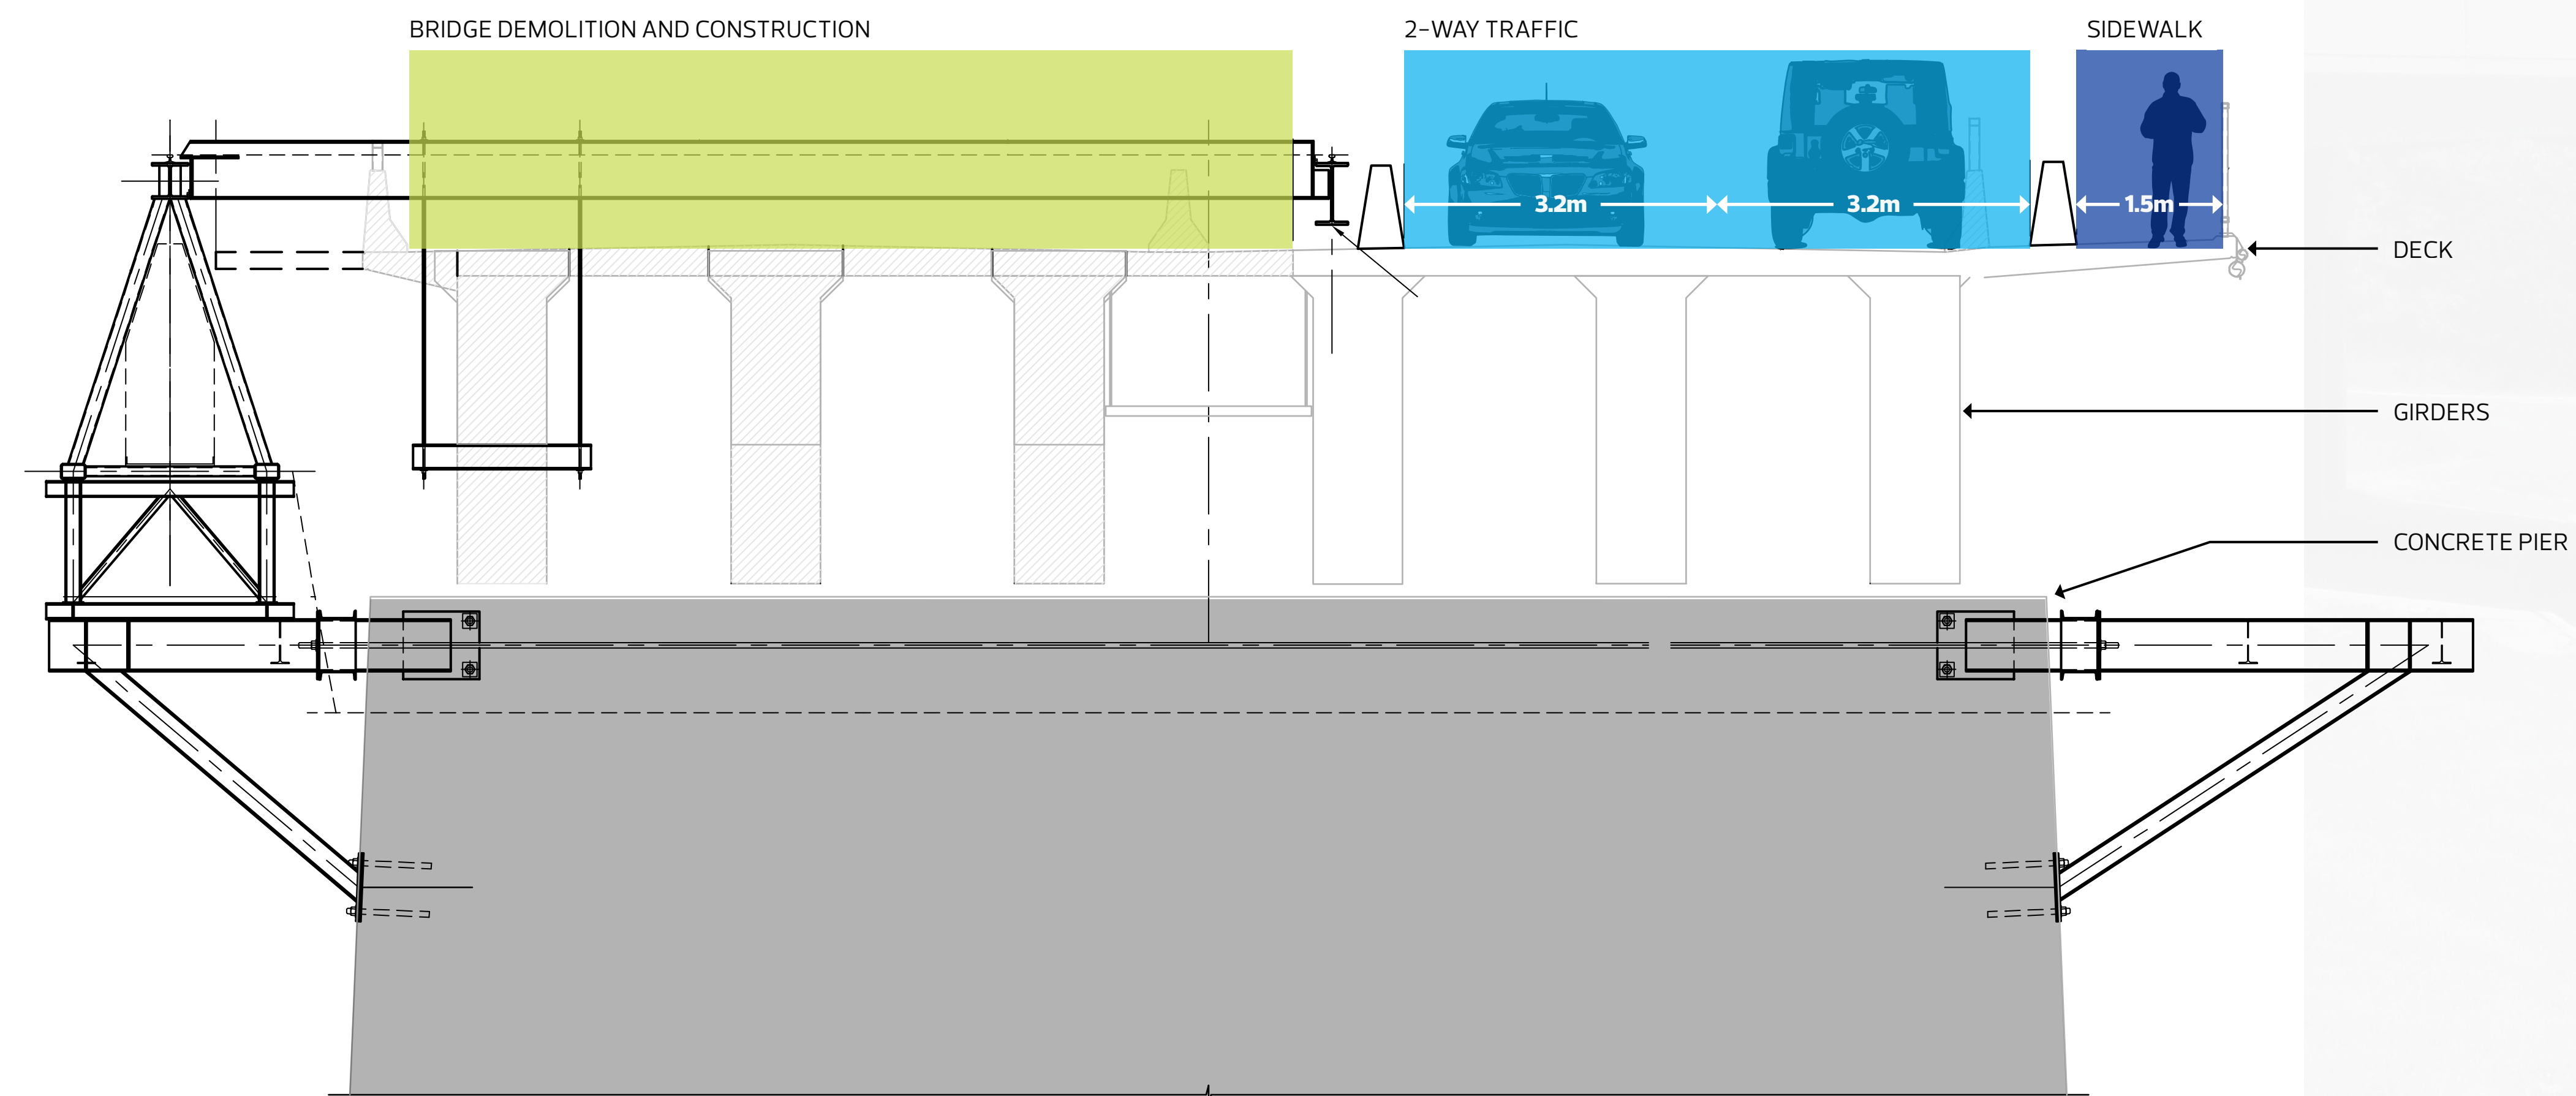 BRIDGE DEMOLITION AND CONSTRUCTION
2-WAY TRAFFIC
SIDEWALK
3.2m
3.2m
1.5m
DECK
GIRDERS
CONCRETE PIER